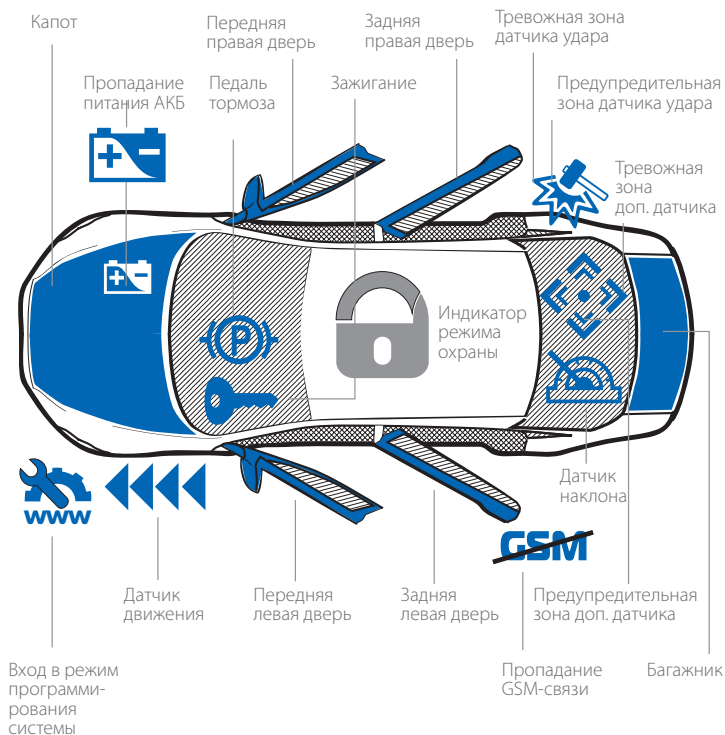 Капот
Передняя
правая дверь
Задняя
правая дверь
Тревожная зона
датчика удара
Пропадание
питания АКБ
Педаль
тормоза
Зажигание
Предупредительная
зона датчика удара
Тревожная
зона
доп. датчика
P
Индикатор
режима
охраны
Датчик
наклона
www
GSM
Датчик
движения
Передняя
левая дверь
Задняя
левая дверь
Предупредительная
зона доп. датчика
Вход в режим
программи-
рования
системы
Пропадание
GSM-связи
Багажник